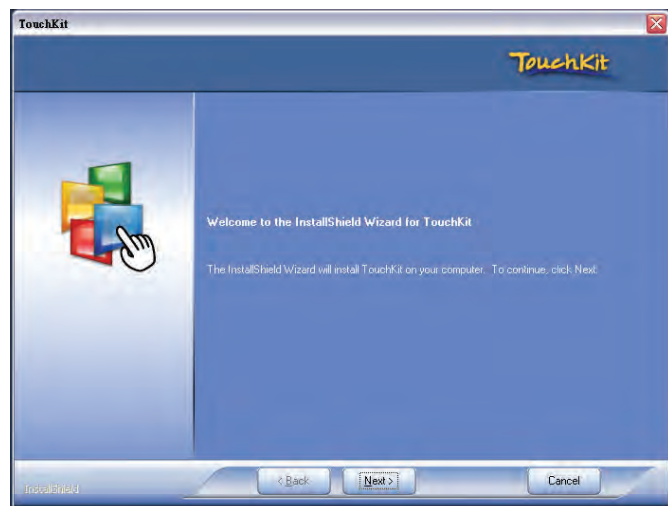 TouchKit
TouchKit
Welcome to the InstallShield Wizard for TouchKit
The InstallShield Wizard will install TouchKit on your computer. To continue, click Next.
InstallShield
< Back
Next >
Cancel